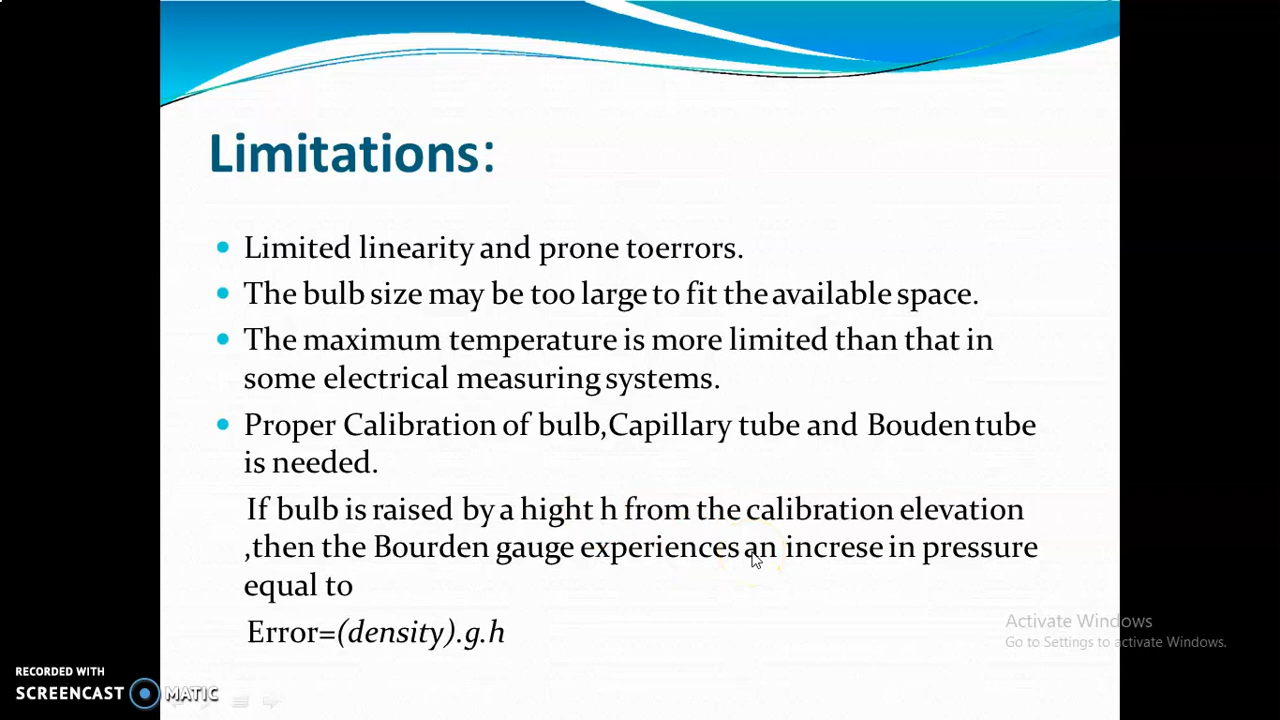 Limitations:
Limited linearity and prone toerrors.
The bulb size may be too large to fit the available space.
The maximum temperature is more limited than that in
some electrical measuring systems.
Proper Calibration of bulb,Capillary tube and Bouden tube
is needed.
If bulb is raised by a hight h from the calibration elevation
,then the Bourden gauge experiences an increse in pressure
equal to
Error=(density).g.h
Activate Windows
Go to Settings to activate Windows.
RECORDED WITH
SCREENCAST MATIC